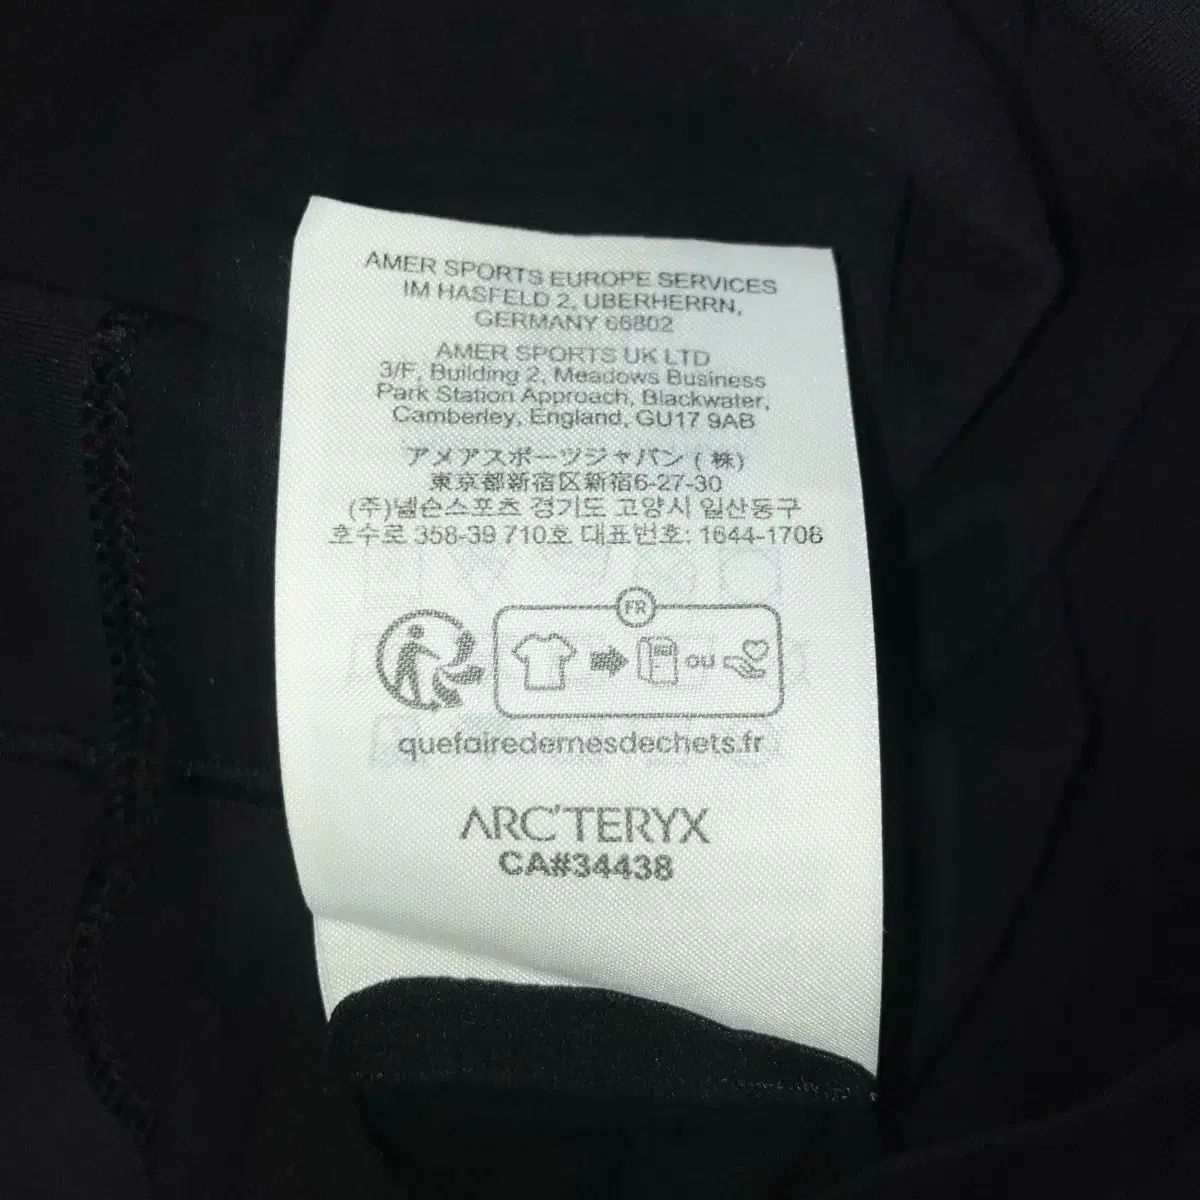 AMER SPORTS EUROPE SERVICES
IM HASFELD 2, UBERHERRN,
GERMANY 66802
AMER SPORTS UK LTD
3/F, Building 2, Meadows Business
Park Station Approach, Blackwater,
Camberley, England, GU17 9AB
アメアスポーツジャパン (株)
東京都新宿区新宿6-27-30
(주)넬슨스포츠 경기도 고양시 일산동구
호수로 358-39 710호 대표번호: 1644-1708
FR
ou
quefairedemesdechets.fr
ARC'TERYX
CA#34438